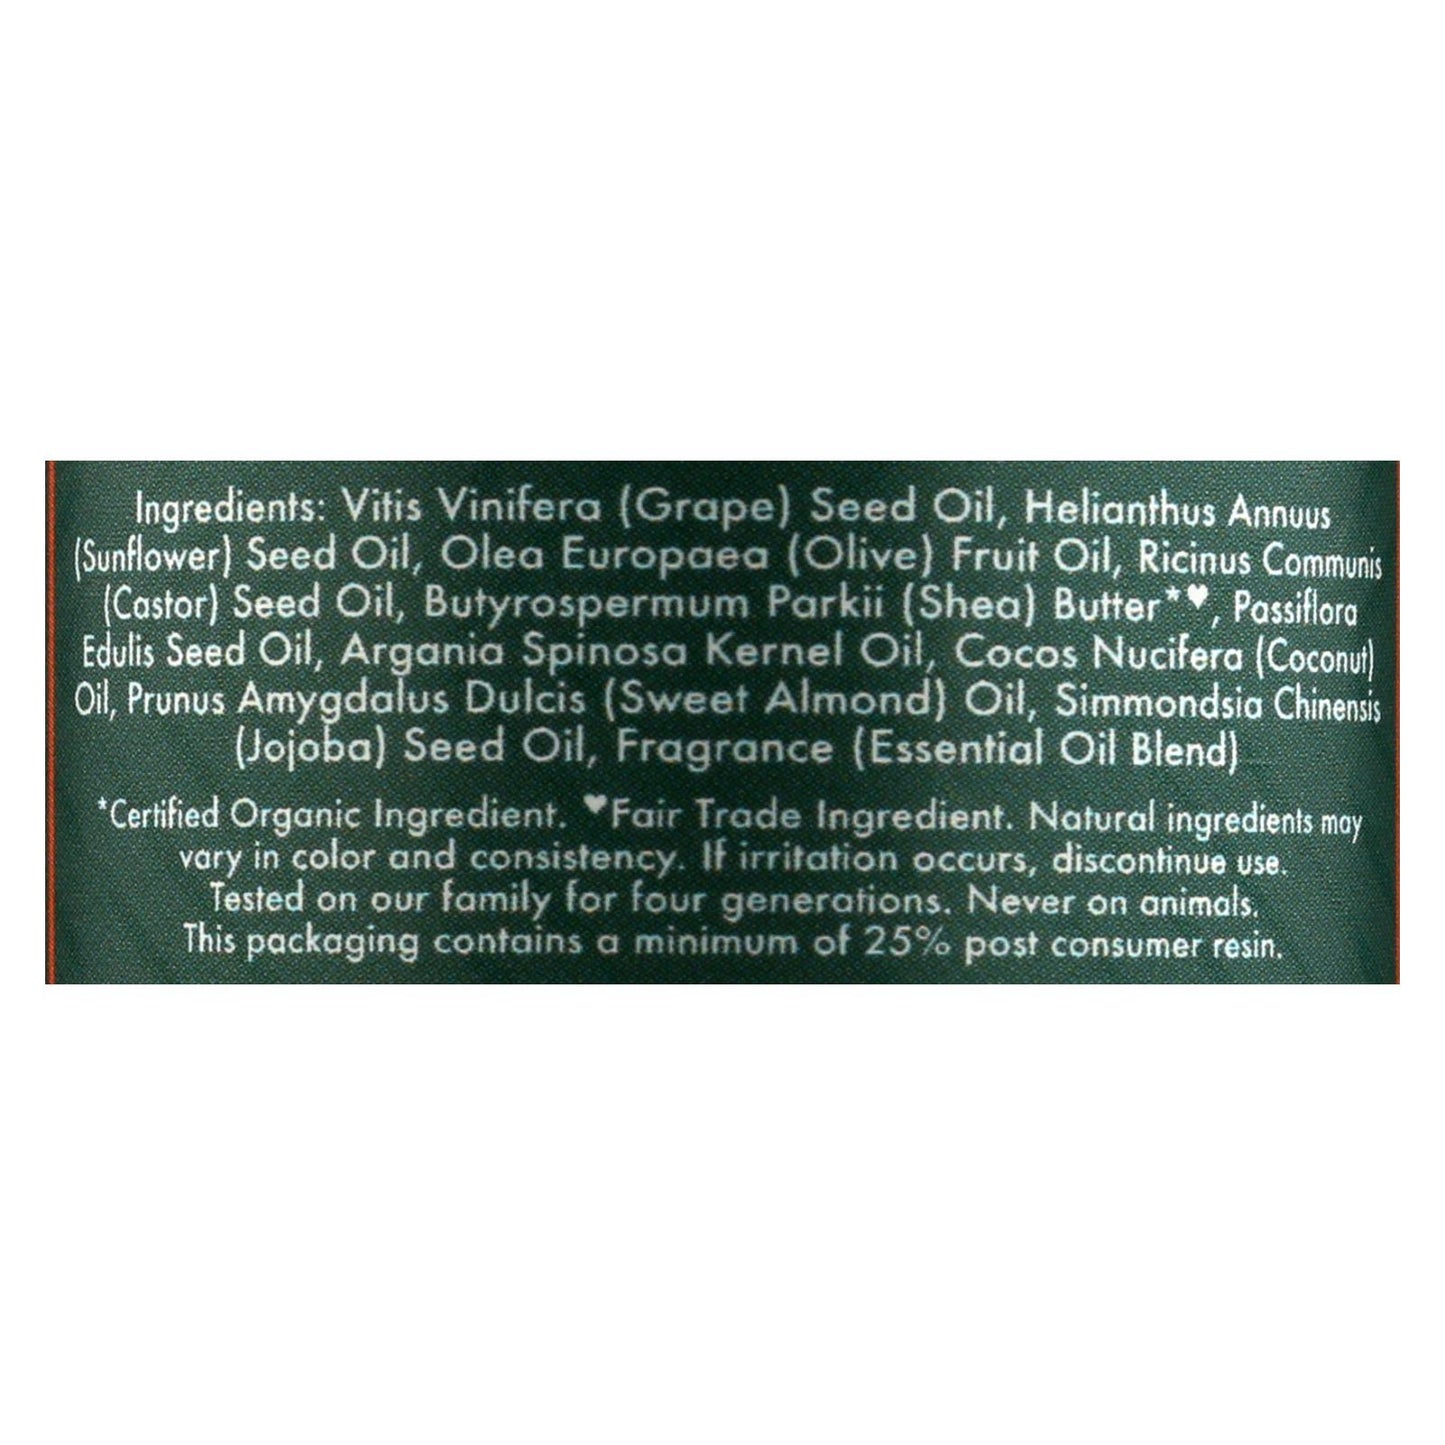 Ingredients: Vitis Vinifera (Grape) Seed Oil, Helianthus Annuus
(Sunflower) Seed Oil, Olea Europaea (Olive) Fruit Oil, Ricinus Communis
(Castor) Seed Oil, Butyrospermum Parkii (Shea) Butter*♥, Passiflora
Edulis Seed Oil, Argania Spinosa Kernel Oil, Cocos Nucifera (Coconut)
Oil, Prunus Amygdalus Dulcis (Sweet Almond) Oil, Simmondsia Chinensis
(Jojoba) Seed Oil, Fragrance (Essential Oil Blend)
*Certified Organic Ingredient. ♥Fair Trade Ingredient. Natural ingredients may
vary in color and consistency. If irritation occurs, discontinue use.
Tested on our family for four generations. Never on animals.
This packaging contains a minimum of 25% post consumer resin.